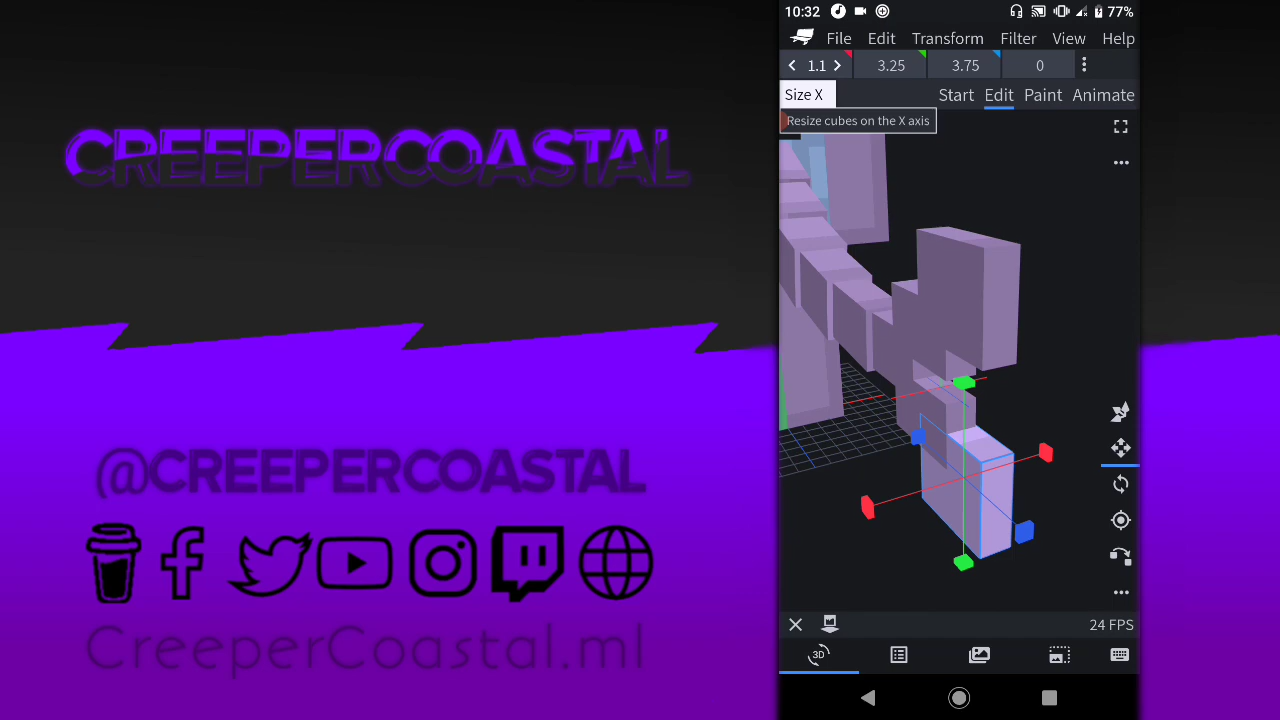 CREEPERCOASTAL
@CREEPERCOASTAL
CreeperCoastal.ml
10:32 77%
File Edit Transform Filter View Help
1.1 3.25 3.75 0
Size X Start Edit Paint Animate
Resize cubes on the X axis
24 FPS
3D